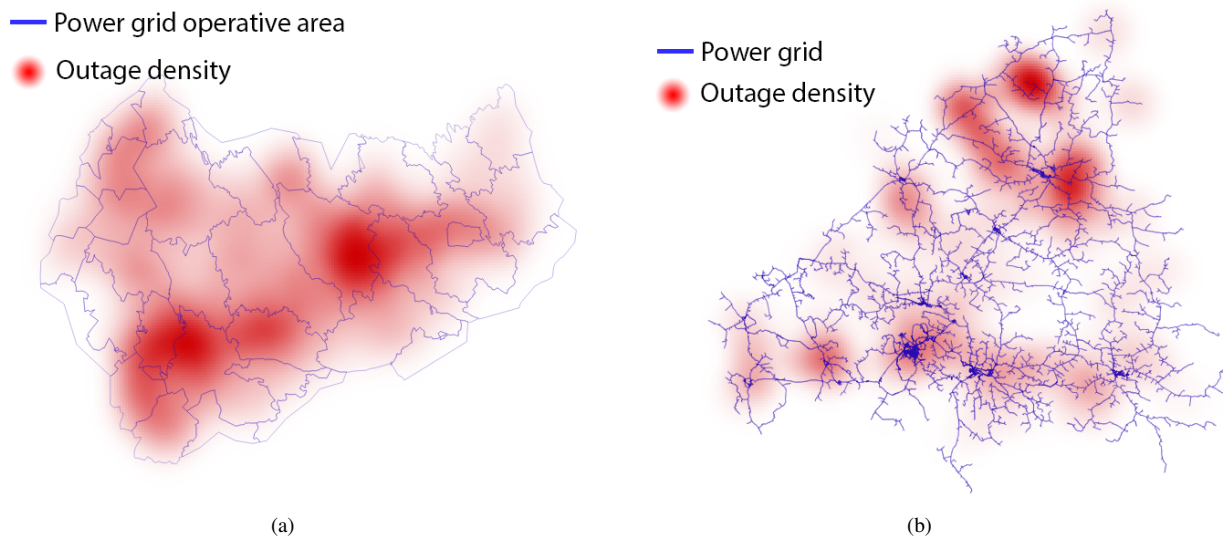 Power grid operative area
Outage density
Power grid
Outage density
(a)
(b)